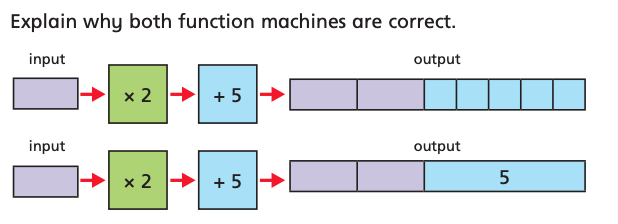 Explain why both function machines are correct.
input output
× 2 + 5
input output
× 2 + 5 5